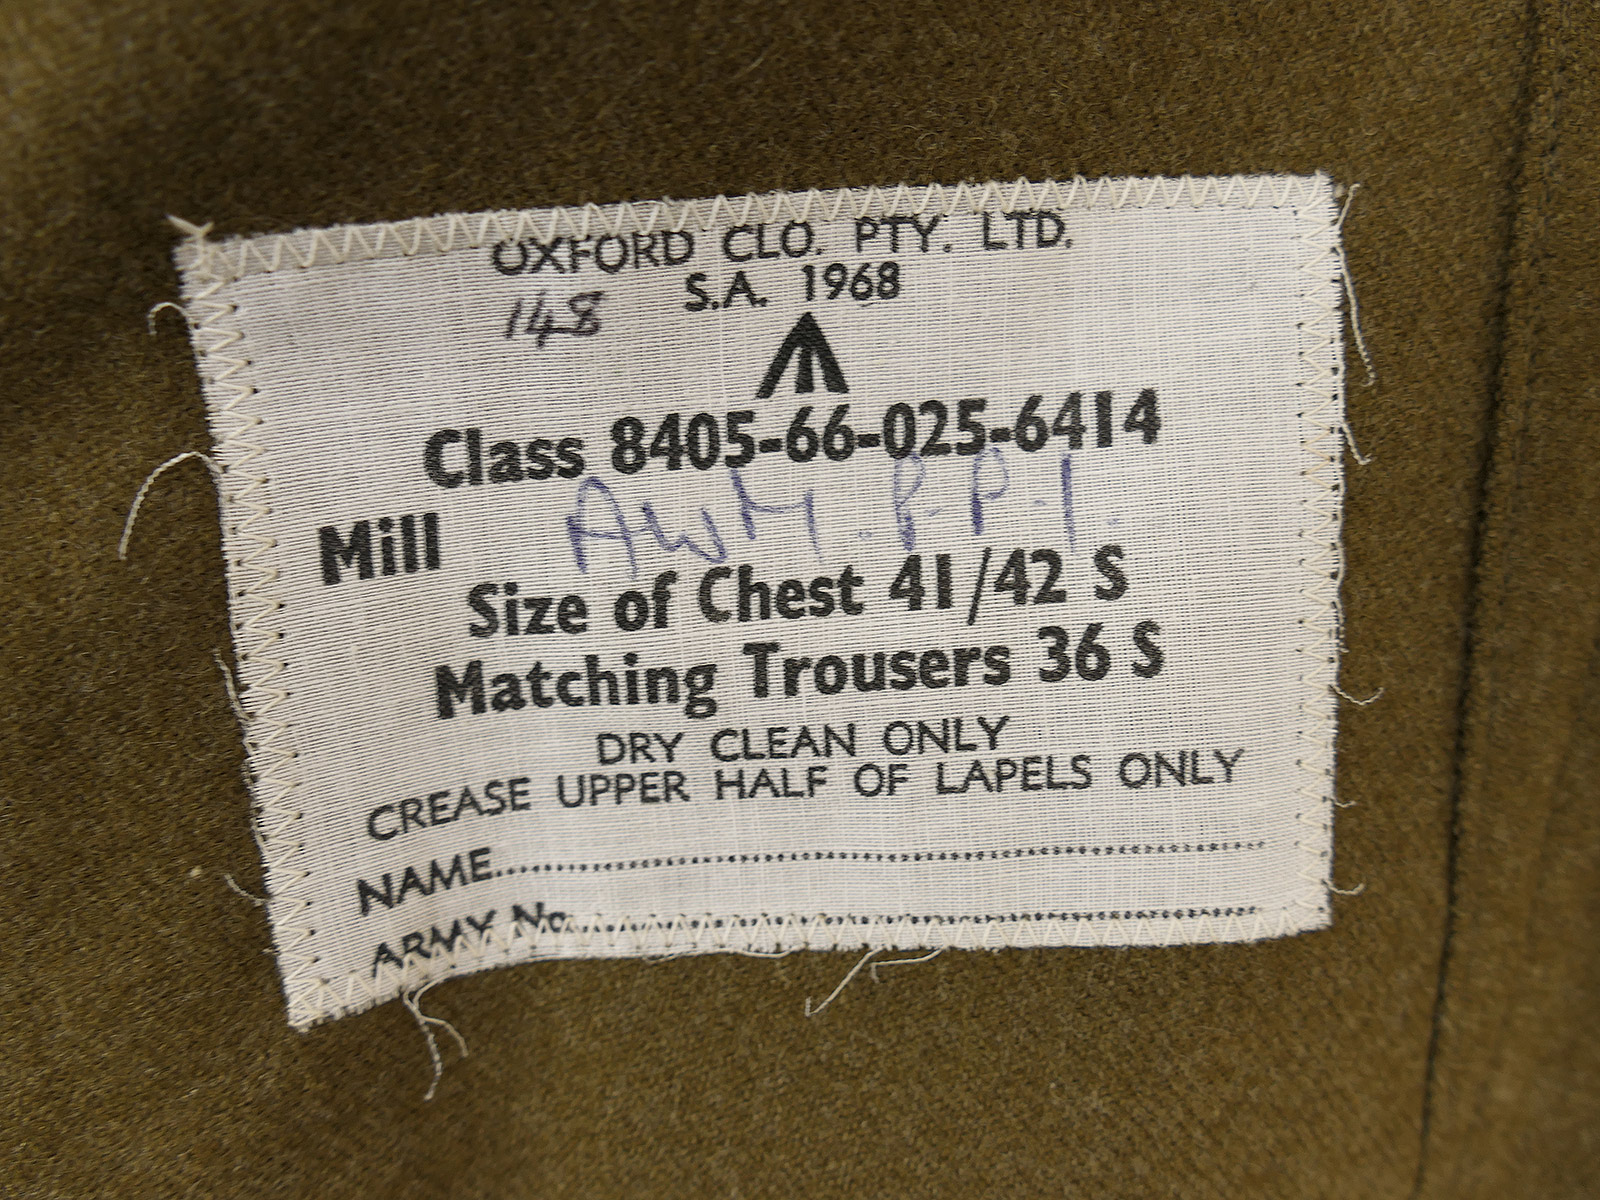 OXFORD CLO. PTY. LTD.
S.A. 1968
148
Class 8405-66-025-6414
AWM.P.P.1.
Mill
Size of Chest 41/42 S
Matching Trousers 36 S
DRY CLEAN ONLY
CREASE UPPER HALF OF LAPELS ONLY
NAME..............................
ARMY No..............................